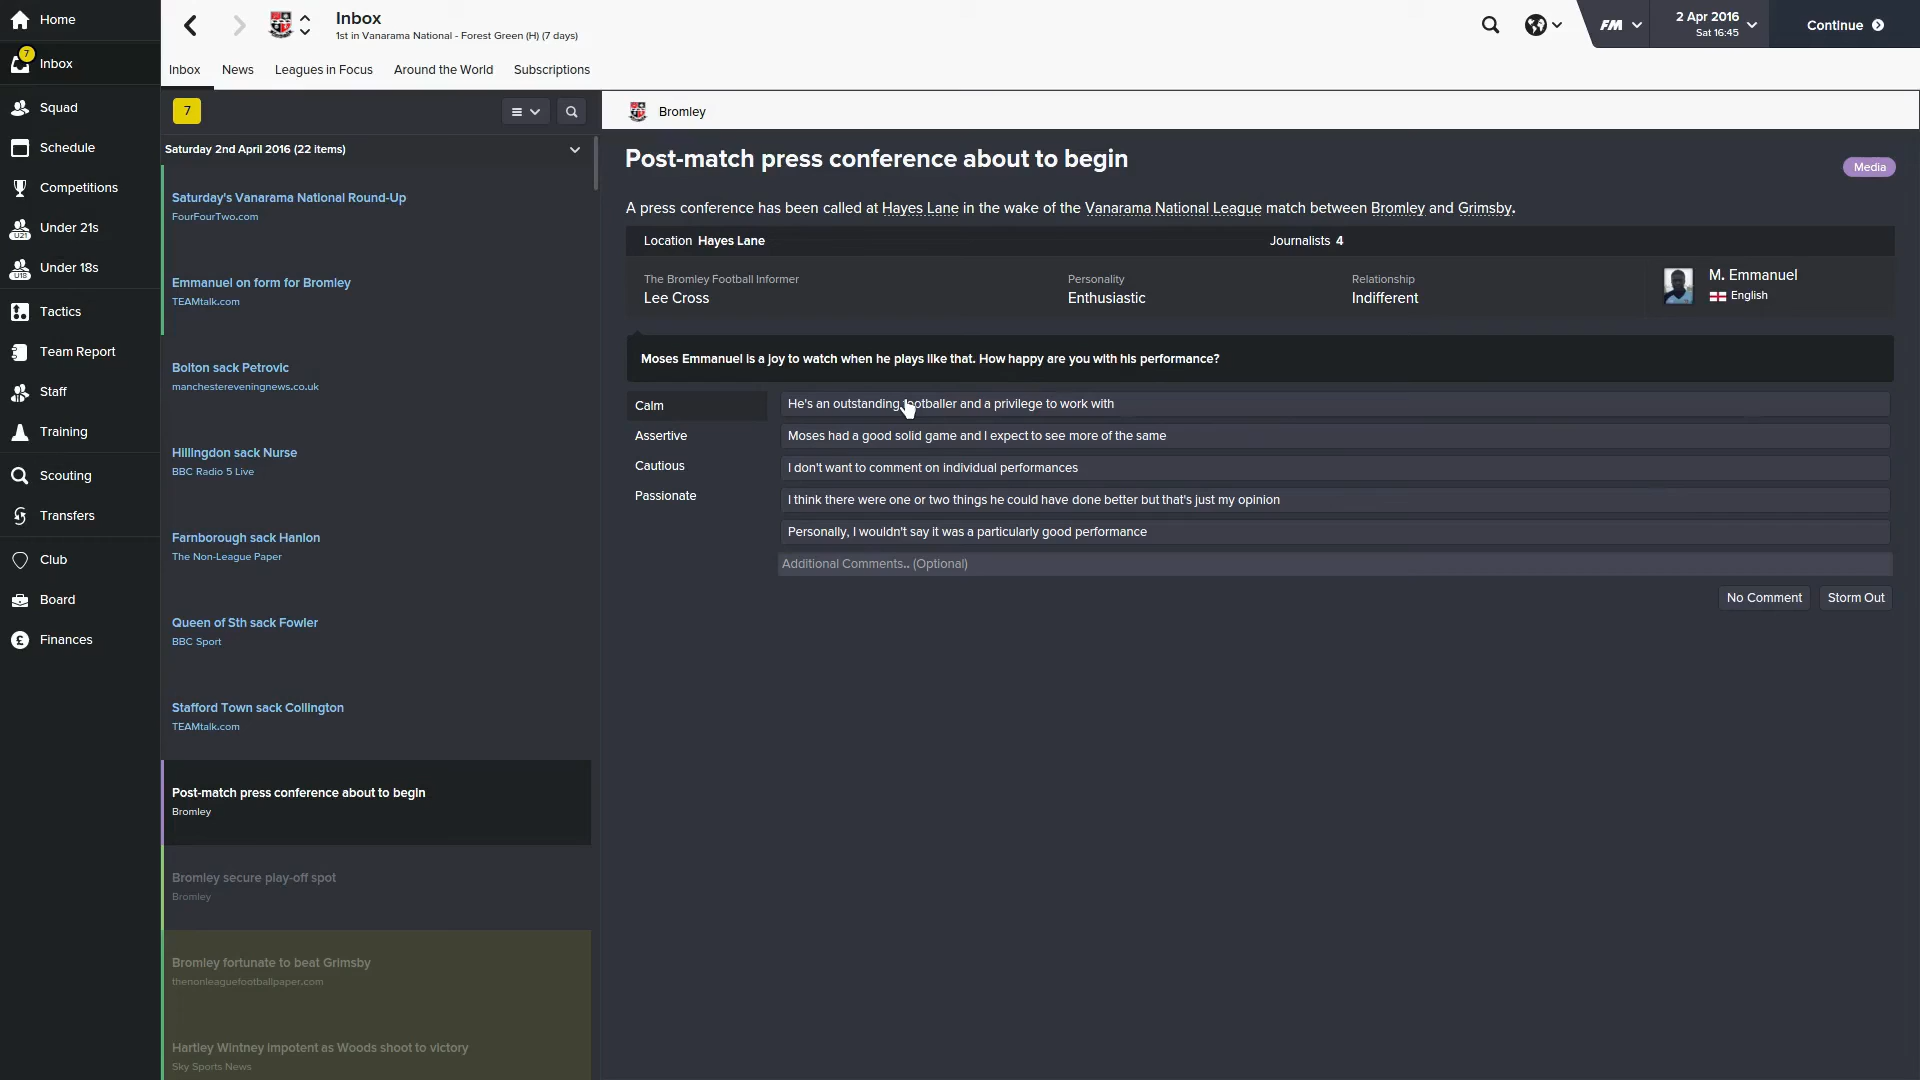 Home
7
Inbox
Squad
Schedule
Competitions
U21
Under 21s
U18
Under 18s
Tactics
Team Report
Staff
Training
Scouting
Transfers
Club
Board
£
Finances
Inbox
1st in Vanarama National - Forest Green (H) (7 days)
FM
2 Apr 2016
Sat 16:45
Continue
Inbox
News
Leagues in Focus
Around the World
Subscriptions
7
Saturday 2nd April 2016 (22 items)
Saturday's Vanarama National Round-Up
FourFourTwo.com
Emmanuel on form for Bromley
TEAMtalk.com
Bolton sack Petrovic
manchestereveningnews.co.uk
Hillingdon sack Nurse
BBC Radio 5 Live
Farnborough sack Hanlon
The Non-League Paper
Queen of Sth sack Fowler
BBC Sport
Stafford Town sack Collington
TEAMtalk.com
Post-match press conference about to begin
Bromley
Bromley secure play-off spot
Bromley
Bromley fortunate to beat Grimsby
thenonleaguefootballpaper.com
Hartley Wintney impotent as Woods shoot to victory
Sky Sports News
Bromley
Post-match press conference about to begin
Media
A press conference has been called at Hayes Lane in the wake of the Vanarama National League match between Bromley and Grimsby.
Location Hayes Lane
Journalists 4
The Bromley Football Informer
Lee Cross
Personality
Enthusiastic
Relationship
Indifferent
M. Emmanuel
English
Moses Emmanuel is a joy to watch when he plays like that. How happy are you with his performance?
Calm
Assertive
Cautious
Passionate
He's an outstanding footballer and a privilege to work with
Moses had a good solid game and I expect to see more of the same
I don't want to comment on individual performances
I think there were one or two things he could have done better but that's just my opinion
Personally, I wouldn't say it was a particularly good performance
Additional Comments.. (Optional)
No Comment
Storm Out